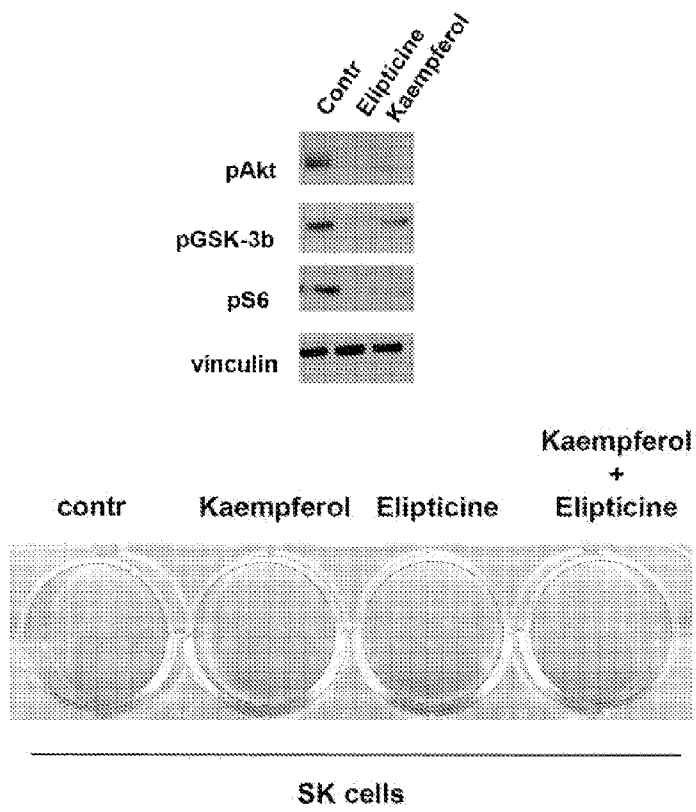 Contr Elipticine Kaempferol
pAkt
pGSK-3b
pS6
vinculin
contr Kaempferol Elipticine Kaempferol
+
Elipticine
SK cells